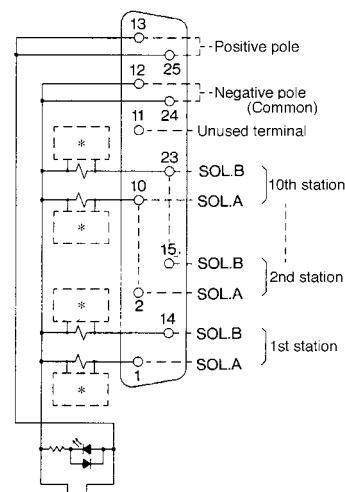 13
Positive pole
25
12
Negative pole
(Common)
24
11
Unused terminal
*
23
SOL.B
10th station
10
SOL.A
*
15
SOL.B
2nd station
2
SOL.A
*
14
SOL.B
1st station
SOL.A
1
*